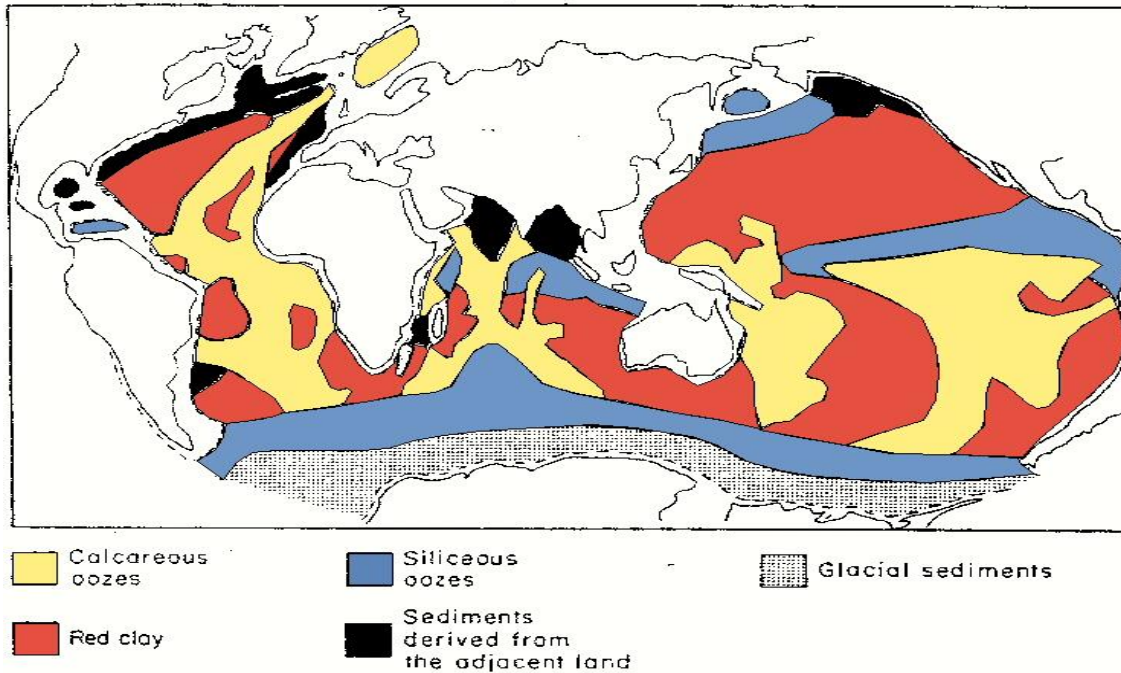 Calcareous
oozes
Siliceous
oozes
Glacial sediments
Red clay
Sediments
derived from
the adjacent land